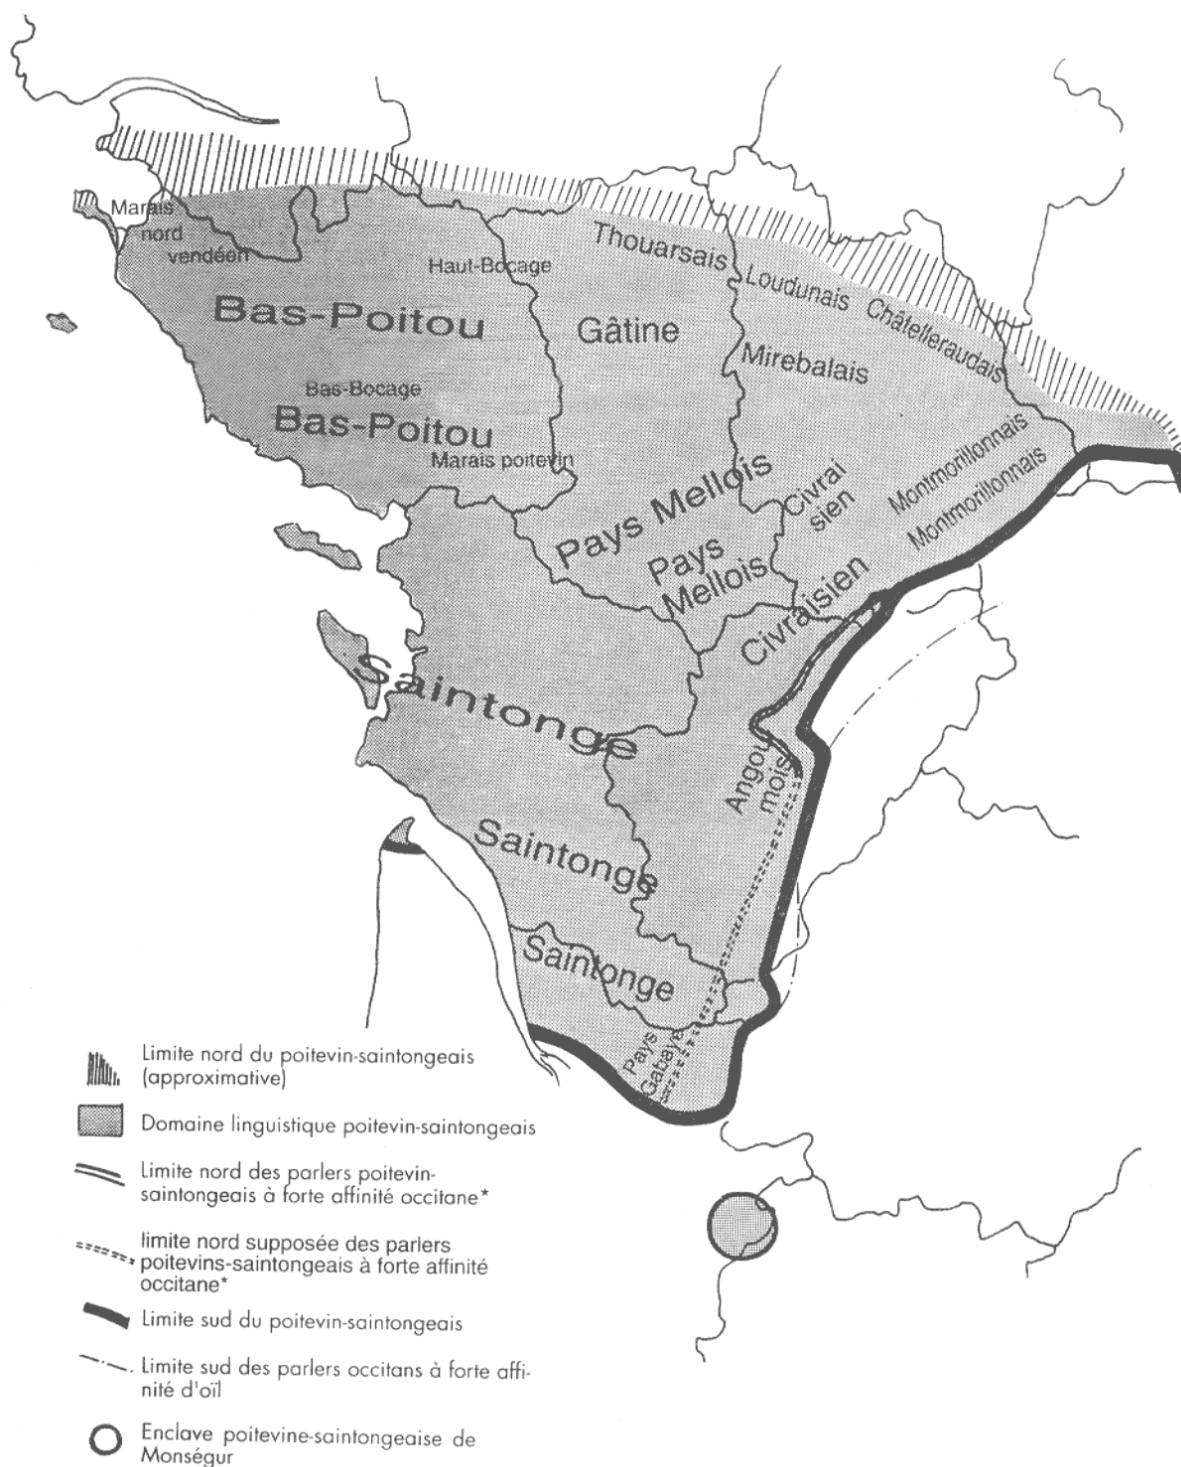 Marais
nord
vendéen
Haut-Bocage
Bas-Poitou
Bas-Bocage
Bas-Poitou
Marais poitevin
Thouarsais
Gâtine
Loudunais
Châtelleraudais
Mirebalais
Pays Mellois
Pays
Mellois
Civrai
sien
Montmorillonnais
Montmorillonnais
Civraisien
Saintonge
Angou
mois
Saintonge
Saintonge
Pays
Gabaye
Limite nord du poitevin-saintongeais
(approximative)
Domaine linguistique poitevin-saintongeais
Limite nord des parlers poitevin-
saintongeais à forte affinité occitane*
limite nord supposée des parlers
poitevins-saintongeais à forte affinité
occitane*
Limite sud du poitevin-saintongeais
Limite sud des parlers occitans à forte affi-
nité d'oïl
Enclave poitevine-saintongeaise de
Monségur